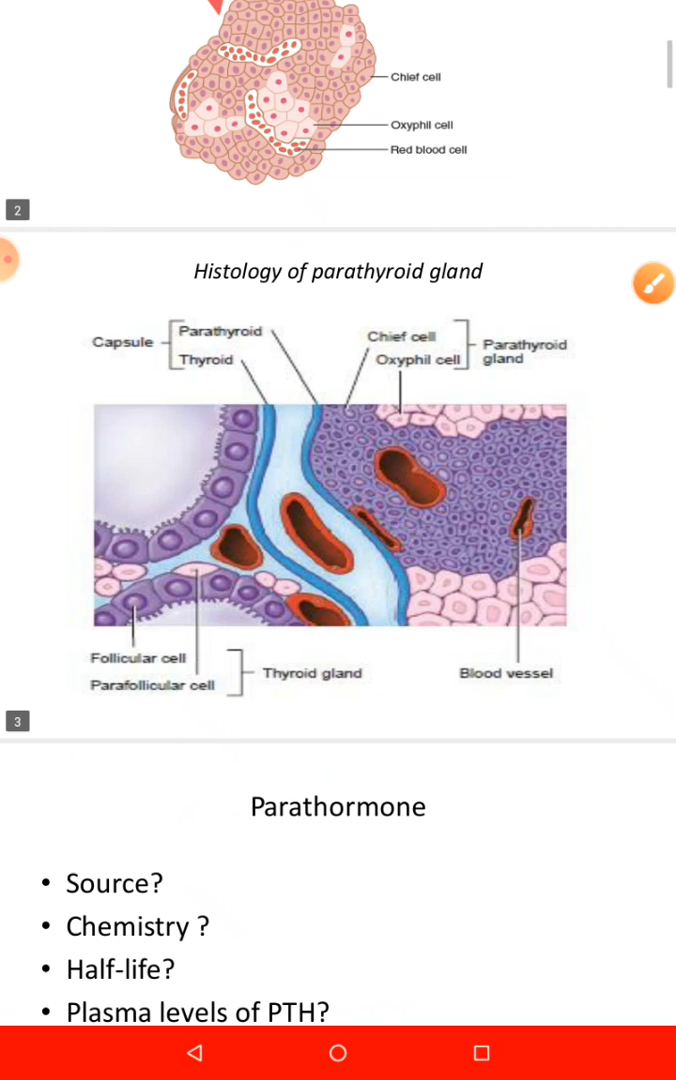 Chief cell
Oxyphil cell
Red blood cell
2
Histology of parathyroid gland
Capsule
Parathyroid
Thyroid
Chief cell
Oxyphil cell
Parathyroid
gland
Follicular cell
Parafollicular cell
Thyroid gland
Blood vessel
3
Parathormone
• Source?
• Chemistry ?
• Half-life?
• Plasma levels of PTH?